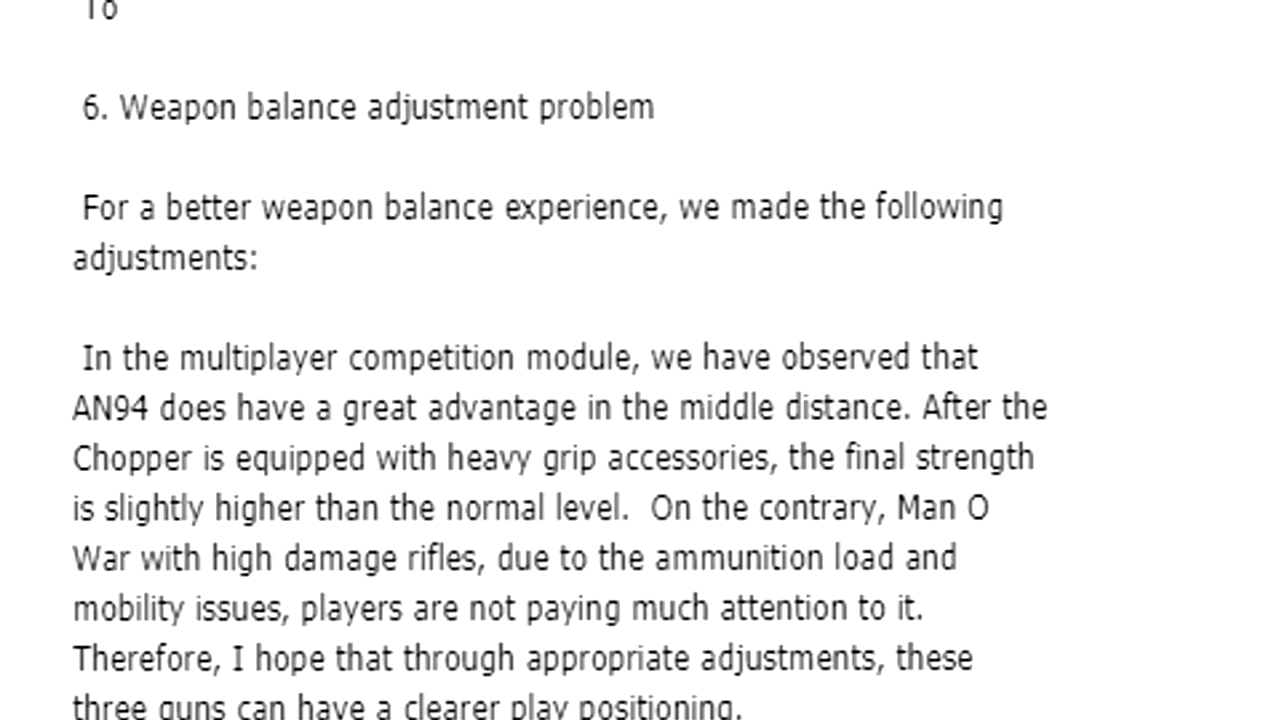 6. Weapon balance adjustment problem
For a better weapon balance experience, we made the following
adjustments:
In the multiplayer competition module, we have observed that
AN94 does have a great advantage in the middle distance. After the
Chopper is equipped with heavy grip accessories, the final strength
is slightly higher than the normal level.  On the contrary, Man O
War with high damage rifles, due to the ammunition load and
mobility issues, players are not paying much attention to it.
Therefore, I hope that through appropriate adjustments, these
three guns can have a clearer play positioning.